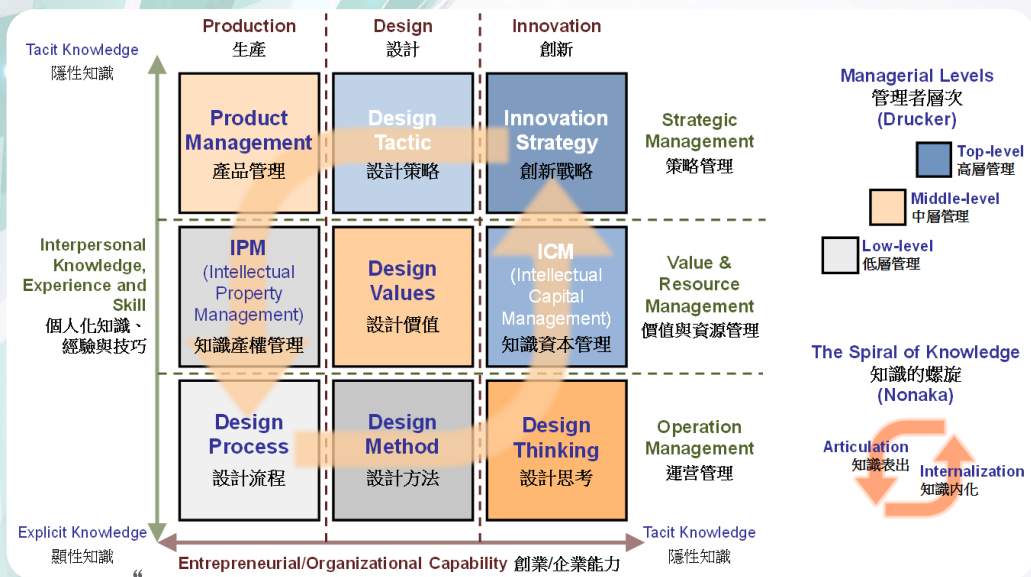 Production
生產
Design
設計
Innovation
創新
Tacit Knowledge
隱性知識
Product
Management
產品管理
Design
Tactic
設計策略
Innovation
Strategy
創新戰略
Strategic
Management
策略管理
Interpersonal
Knowledge,
Experience and
Skill
個人化知識、
經驗與技巧
IPM
(Intellectual
Property
Management)
知識產權管理
Design
Values
設計價值
ICM
(Intellectual
Capital
Management)
知識資本管理
Value &
Resource
Management
價值與資源管理
Design
Process
設計流程
Design
Method
設計方法
Design
Thinking
設計思考
Operation
Management
運營管理
Explicit Knowledge
顯性知識
Entrepreneurial/Organizational Capability 創業/企業能力
Tacit Knowledge
隱性知識
“
Managerial Levels
管理者層次
(Drucker)
Top-level
高層管理
Middle-level
中層管理
Low-level
低層管理
The Spiral of Knowledge
知識的螺旋
(Nonaka)
Articulation
知識表出
Internalization
知識內化